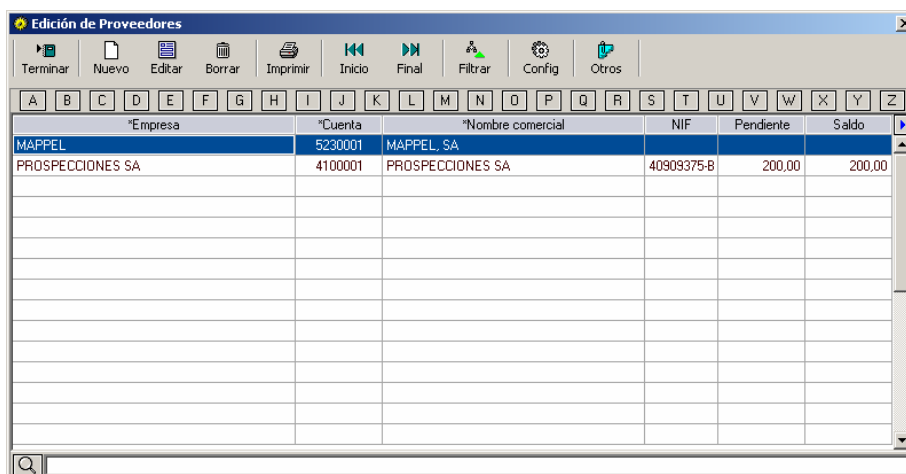 Edición de Proveedores
Terminar Nuevo Editar Borrar Imprimir Inicio Final Filtrar Config Otros
A B C D E F G H I J K L M N O P Q R S T U V W X Y Z
*Empresa *Cuenta *Nombre comercial NIF Pendiente Saldo
MAPPEL 5230001 MAPPEL, SA
PROSPECCIONES SA 4100001 PROSPECCIONES SA 40909375-B 200,00 200,00